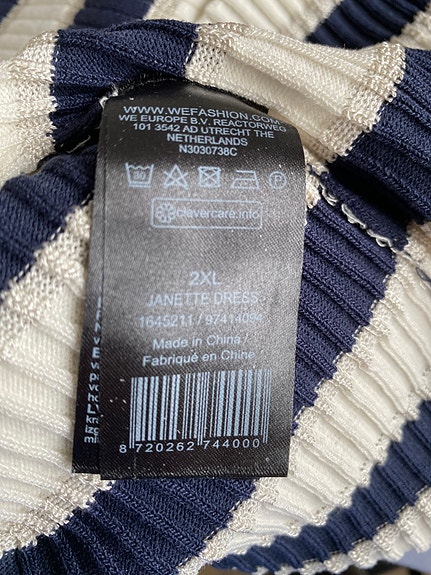 WWW.WEFASHION.COM
WE EUROPE B.V. REACTORWEG
101 3542 AD UTRECHT THE
NETHERLANDS
N3030738C
P
clevercare.info
2XL
JANETTE DRESS
1645211 / 97414094
Made in China /
Fabriqué en Chine
8 720262 744000